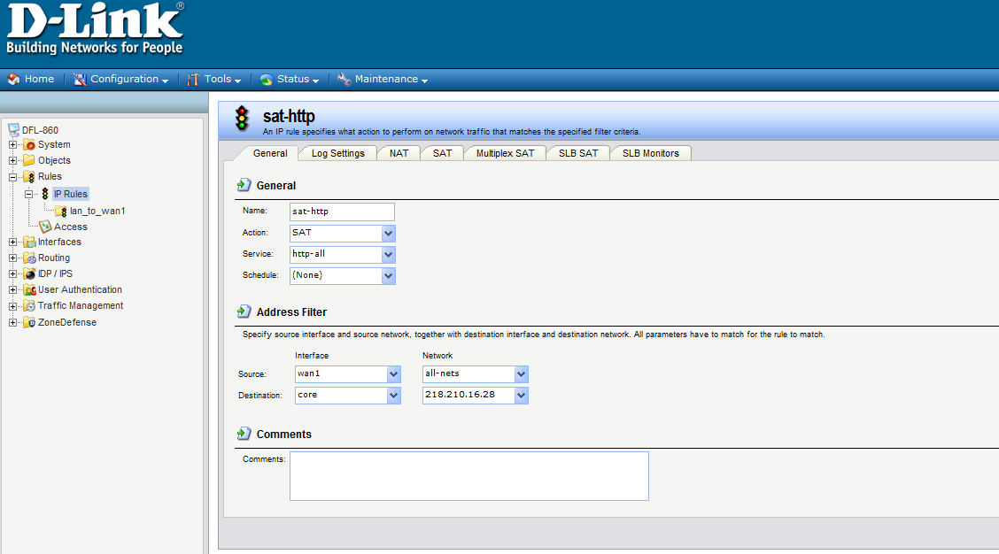 D-Link®
Building Networks for People
Home Configuration Tools Status Maintenance
DFL-860
System
Objects
Rules
IP Rules
lan_to_wan1
Access
Interfaces
Routing
IDP / IPS
User Authentication
Traffic Management
ZoneDefense
sat-http
An IP rule specifies what action to perform on network traffic that matches the specified filter criteria.
General Log Settings NAT SAT Multiplex SAT SLB SAT SLB Monitors
General
Name: sat-http
Action: SAT
Service: http-all
Schedule: (None)
Address Filter
Specify source interface and source network, together with destination interface and destination network. All parameters have to match for the rule to match.
Interface Network
Source: wan1 all-nets
Destination: core 218.210.16.28
Comments
Comments: